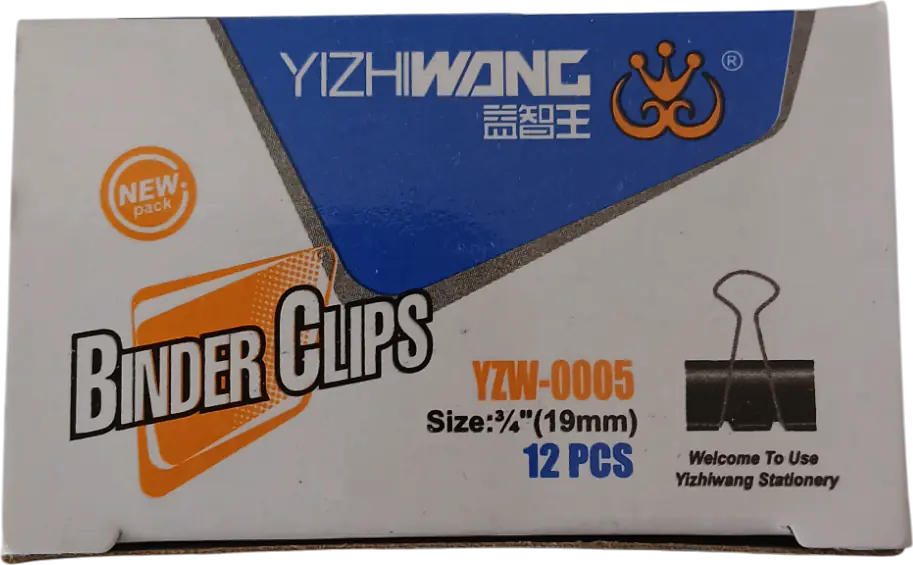 YIZHIWANG
®
益智王
NEW
pack
BINDER CLIPS
YZW-0005
Size:¾"(19mm)
12 PCS
Welcome To Use
Yizhiwang Stationery